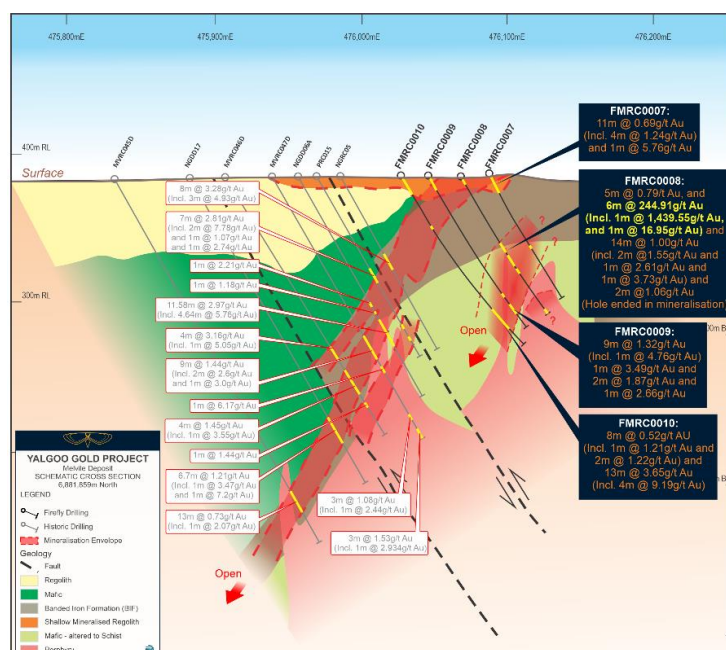 475,800mE
475,900mE
476,000mE
476,100mE
476,200mE
MVRC045D
NGDD17
MVRC046D
MVRC047D
NGDD06A
PRC015
NGRC05
FMRC0010
FMRC0009
FMRC0008
FMRC0007
400m RL
Surface
300m RL
8m @ 3.28g/t Au
(Incl. 3m @ 4.93g/t Au)
7m @ 2.81g/t Au
(Incl. 2m @ 7.78g/t Au
and 1m @ 1.07g/t Au
and 1m @ 2.74g/t Au)
1m @ 2.21g/t Au
1m @ 1.18g/t Au
11.58m @ 2.97g/t Au
(Incl. 4.64m @ 5.76g/t Au)
4m @ 3.16g/t Au
(Incl. 1m @ 5.05g/t Au)
9m @ 1.44g/t Au
(Incl. 2m @ 2.6g/t Au
and 1m @ 3.0g/t Au)
1m @ 6.17g/t Au
4m @ 1.45g/t Au
(Incl. 1m @ 3.55g/t Au)
1m @ 1.44g/t Au
6.7m @ 1.21g/t Au
(Incl. 1m @ 3.47g/t Au
and 1m @ 7.2g/t Au)
13m @ 0.73g/t Au
(Incl. 1m @ 2.07g/t Au)
3m @ 1.08g/t Au
(Incl. 1m @ 2.44g/t Au)
3m @ 1.53g/t Au
(Incl. 1m @ 2.934g/t Au)
Open
Open
?
?
?
FMRC0007:
11m @ 0.69g/t Au
(Incl. 4m @ 1.24g/t Au)
and 1m @ 5.76g/t Au
FMRC0008:
5m @ 0.79g/t Au, and
6m @ 244.91g/t Au
(Incl. 1m @ 1,439.55g/t Au,
and 1m @ 16.95g/t Au) and
14m @ 1.00g/t Au
(incl. 2m @1.55g/t Au and
1m @ 2.61g/t Au and
1m @ 3.73g/t Au) and
2m @1.06g/t Au
(Hole ended in mineralisation)
FMRC0009:
9m @ 1.32g/t Au
(Incl. 1m @ 4.76g/t Au)
1m @ 3.49g/t Au and
2m @ 1.87g/t Au and
1m @ 2.66g/t Au
FMRC0010:
8m @ 0.52g/t AU
(Incl. 1m @ 1.21g/t Au and
2m @ 1.22g/t Au) and
13m @ 3.65g/t Au
(Incl. 4m @ 9.19g/t Au)
YALGOO GOLD PROJECT
Melville Deposit
SCHEMATIC CROSS SECTION
6,881,859m North
LEGEND
Firefly Drilling
Historic Drilling
Mineralisation Envelope
Geology
Fault
Regolith
Mafic
Banded Iron Formation (BIF)
Shallow Mineralised Regolith
Mafic - altered to Schist